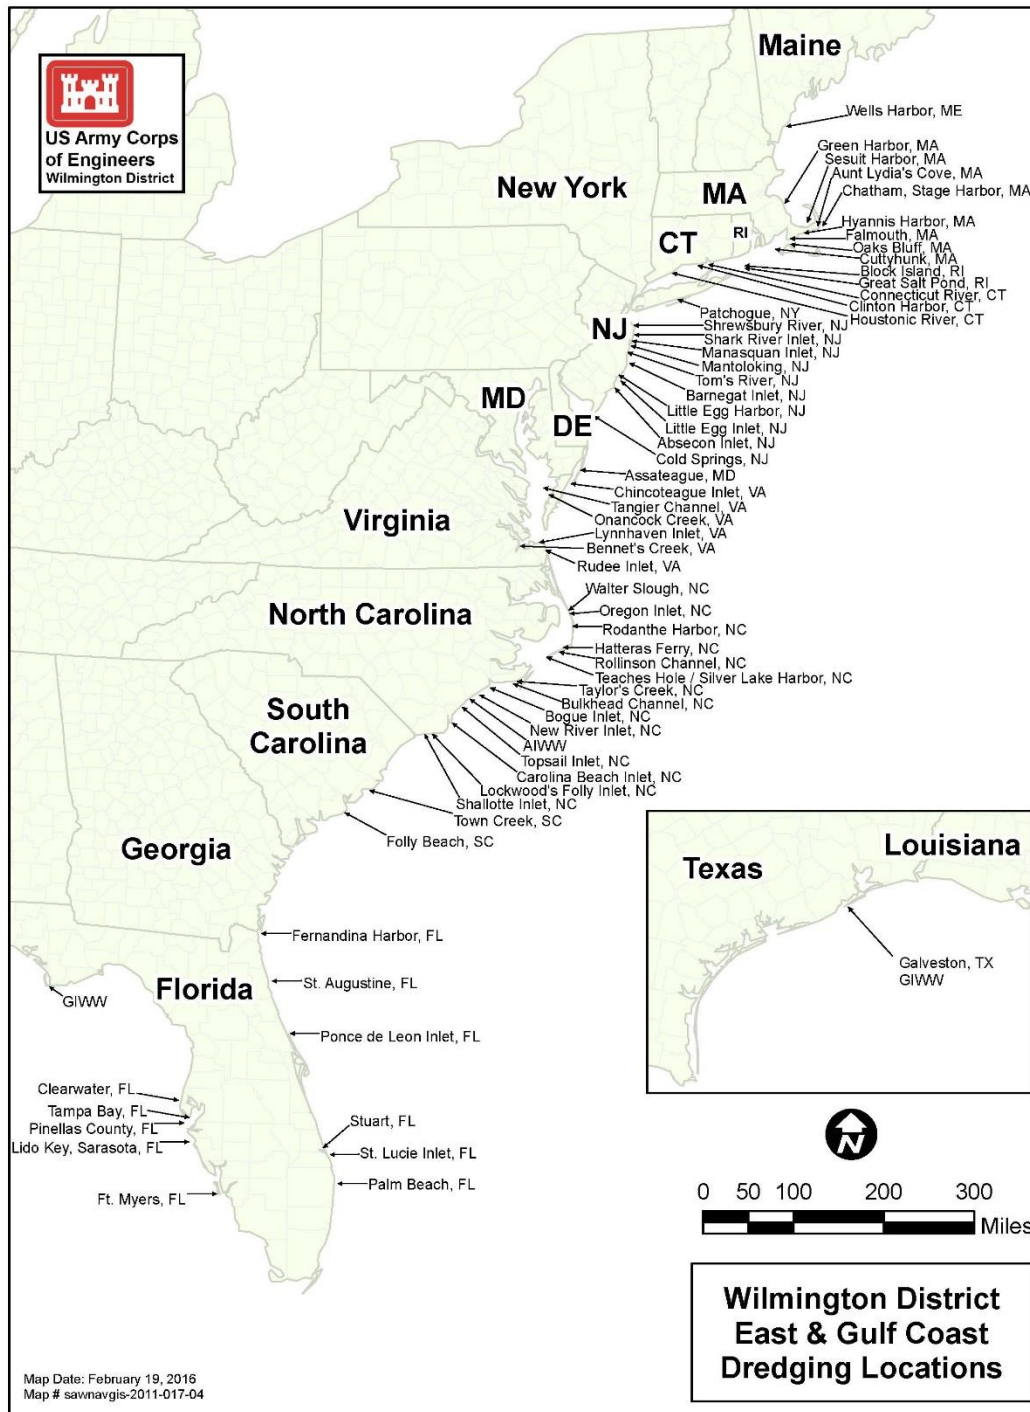 US Army Corps
of Engineers
Wilmington District
Maine
Wells Harbor, ME
Green Harbor, MA
Sesuit Harbor, MA
Aunt Lydia's Cove, MA
Chatham, Stage Harbor, MA
New York
MA
Hyannis Harbor, MA
RI
Falmouth, MA
CT
Oaks Bluff, MA
Cuttyhunk, MA
Block Island, RI
Great Salt Pond, RI
Connecticut River, CT
Clinton Harbor, CT
Houstonic River, CT
Patchogue, NY
NJ
Shrewsbury River, NJ
Shark River Inlet, NJ
Manasquan Inlet, NJ
Mantoloking, NJ
Tom's River, NJ
Barnegat Inlet, NJ
MD
Little Egg Harbor, NJ
DE
Little Egg Inlet, NJ
Absecon Inlet, NJ
Cold Springs, NJ
Assateague, MD
Chincoteague Inlet, VA
Tangier Channel, VA
Virginia
Onancock Creek, VA
Lynnhaven Inlet, VA
Bennet's Creek, VA
Rudee Inlet, VA
Walter Slough, NC
North Carolina
Oregon Inlet, NC
Rodanthe Harbor, NC
Hatteras Ferry, NC
Rollinson Channel, NC
Teaches Hole / Silver Lake Harbor, NC
Taylor's Creek, NC
Bulkhead Channel, NC
South
Carolina
Bogue Inlet, NC
New River Inlet, NC
AIWW
Topsail Inlet, NC
Carolina Beach Inlet, NC
Lockwood's Folly Inlet, NC
Shallotte Inlet, NC
Town Creek, SC
Folly Beach, SC
Georgia
Texas
Louisiana
Galveston, TX
GIWW
Fernandina Harbor, FL
St. Augustine, FL
Florida
GIWW
Ponce de Leon Inlet, FL
Clearwater, FL
Tampa Bay, FL
Pinellas County, FL
Lido Key, Sarasota, FL
Ft. Myers, FL
Stuart, FL
St. Lucie Inlet, FL
Palm Beach, FL
N
0 50 100 200 300
Miles
Wilmington District
East & Gulf Coast
Dredging Locations
Map Date: February 19, 2016
Map # sawnavgis-2011-017-04